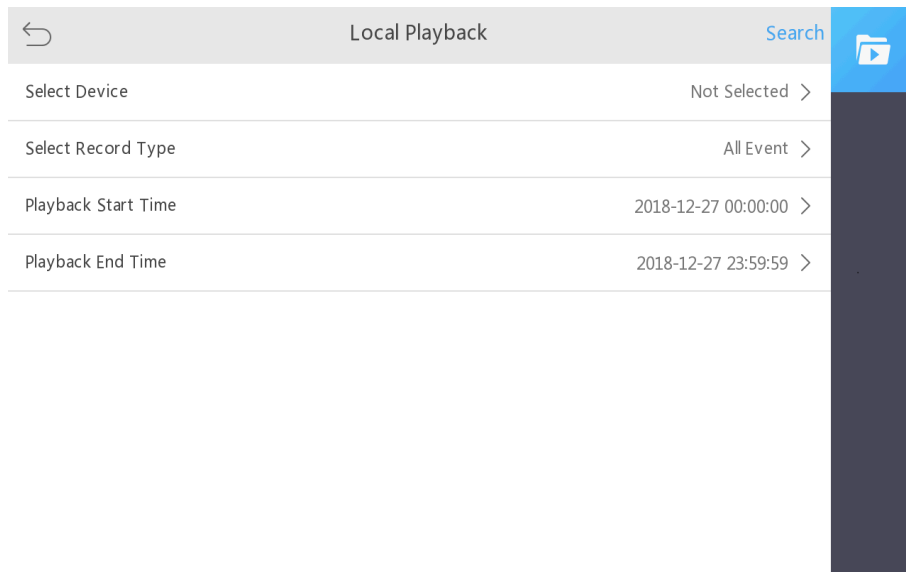 Local Playback Search
Select Device Not Selected
Select Record Type All Event
Playback Start Time 2018-12-27 00:00:00
Playback End Time 2018-12-27 23:59:59